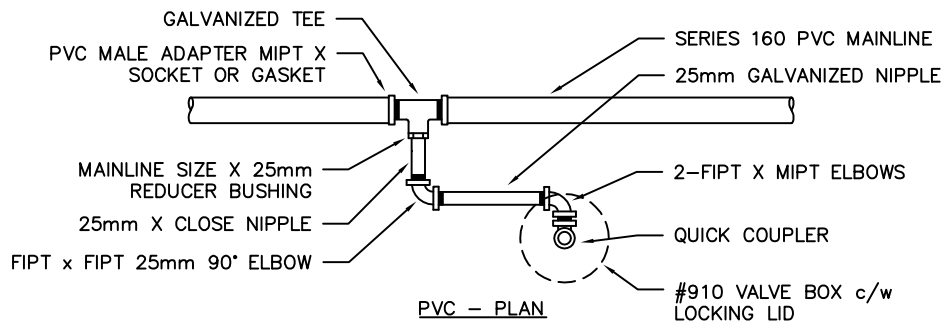 GALVANIZED TEE
PVC MALE ADAPTER MIPT X
SOCKET OR GASKET
MAINLINE SIZE X 25mm
REDUCER BUSHING
25mm X CLOSE NIPPLE
FIPT x FIPT 25mm 90° ELBOW
SERIES 160 PVC MAINLINE
25mm GALVANIZED NIPPLE
2-FIPT X MIPT ELBOWS
QUICK COUPLER
#910 VALVE BOX c/w
LOCKING LID
PVC - PLAN